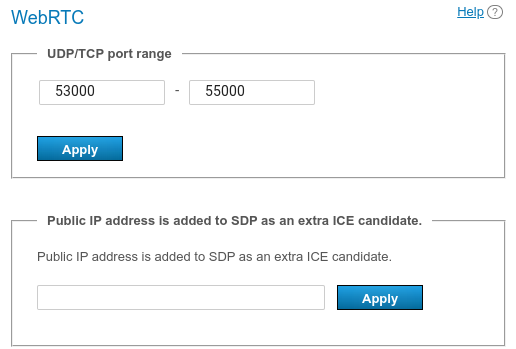 WebRTC
Help ?
UDP/TCP port range
53000 - 55000
Apply
Public IP address is added to SDP as an extra ICE candidate.
Public IP address is added to SDP as an extra ICE candidate.
Apply